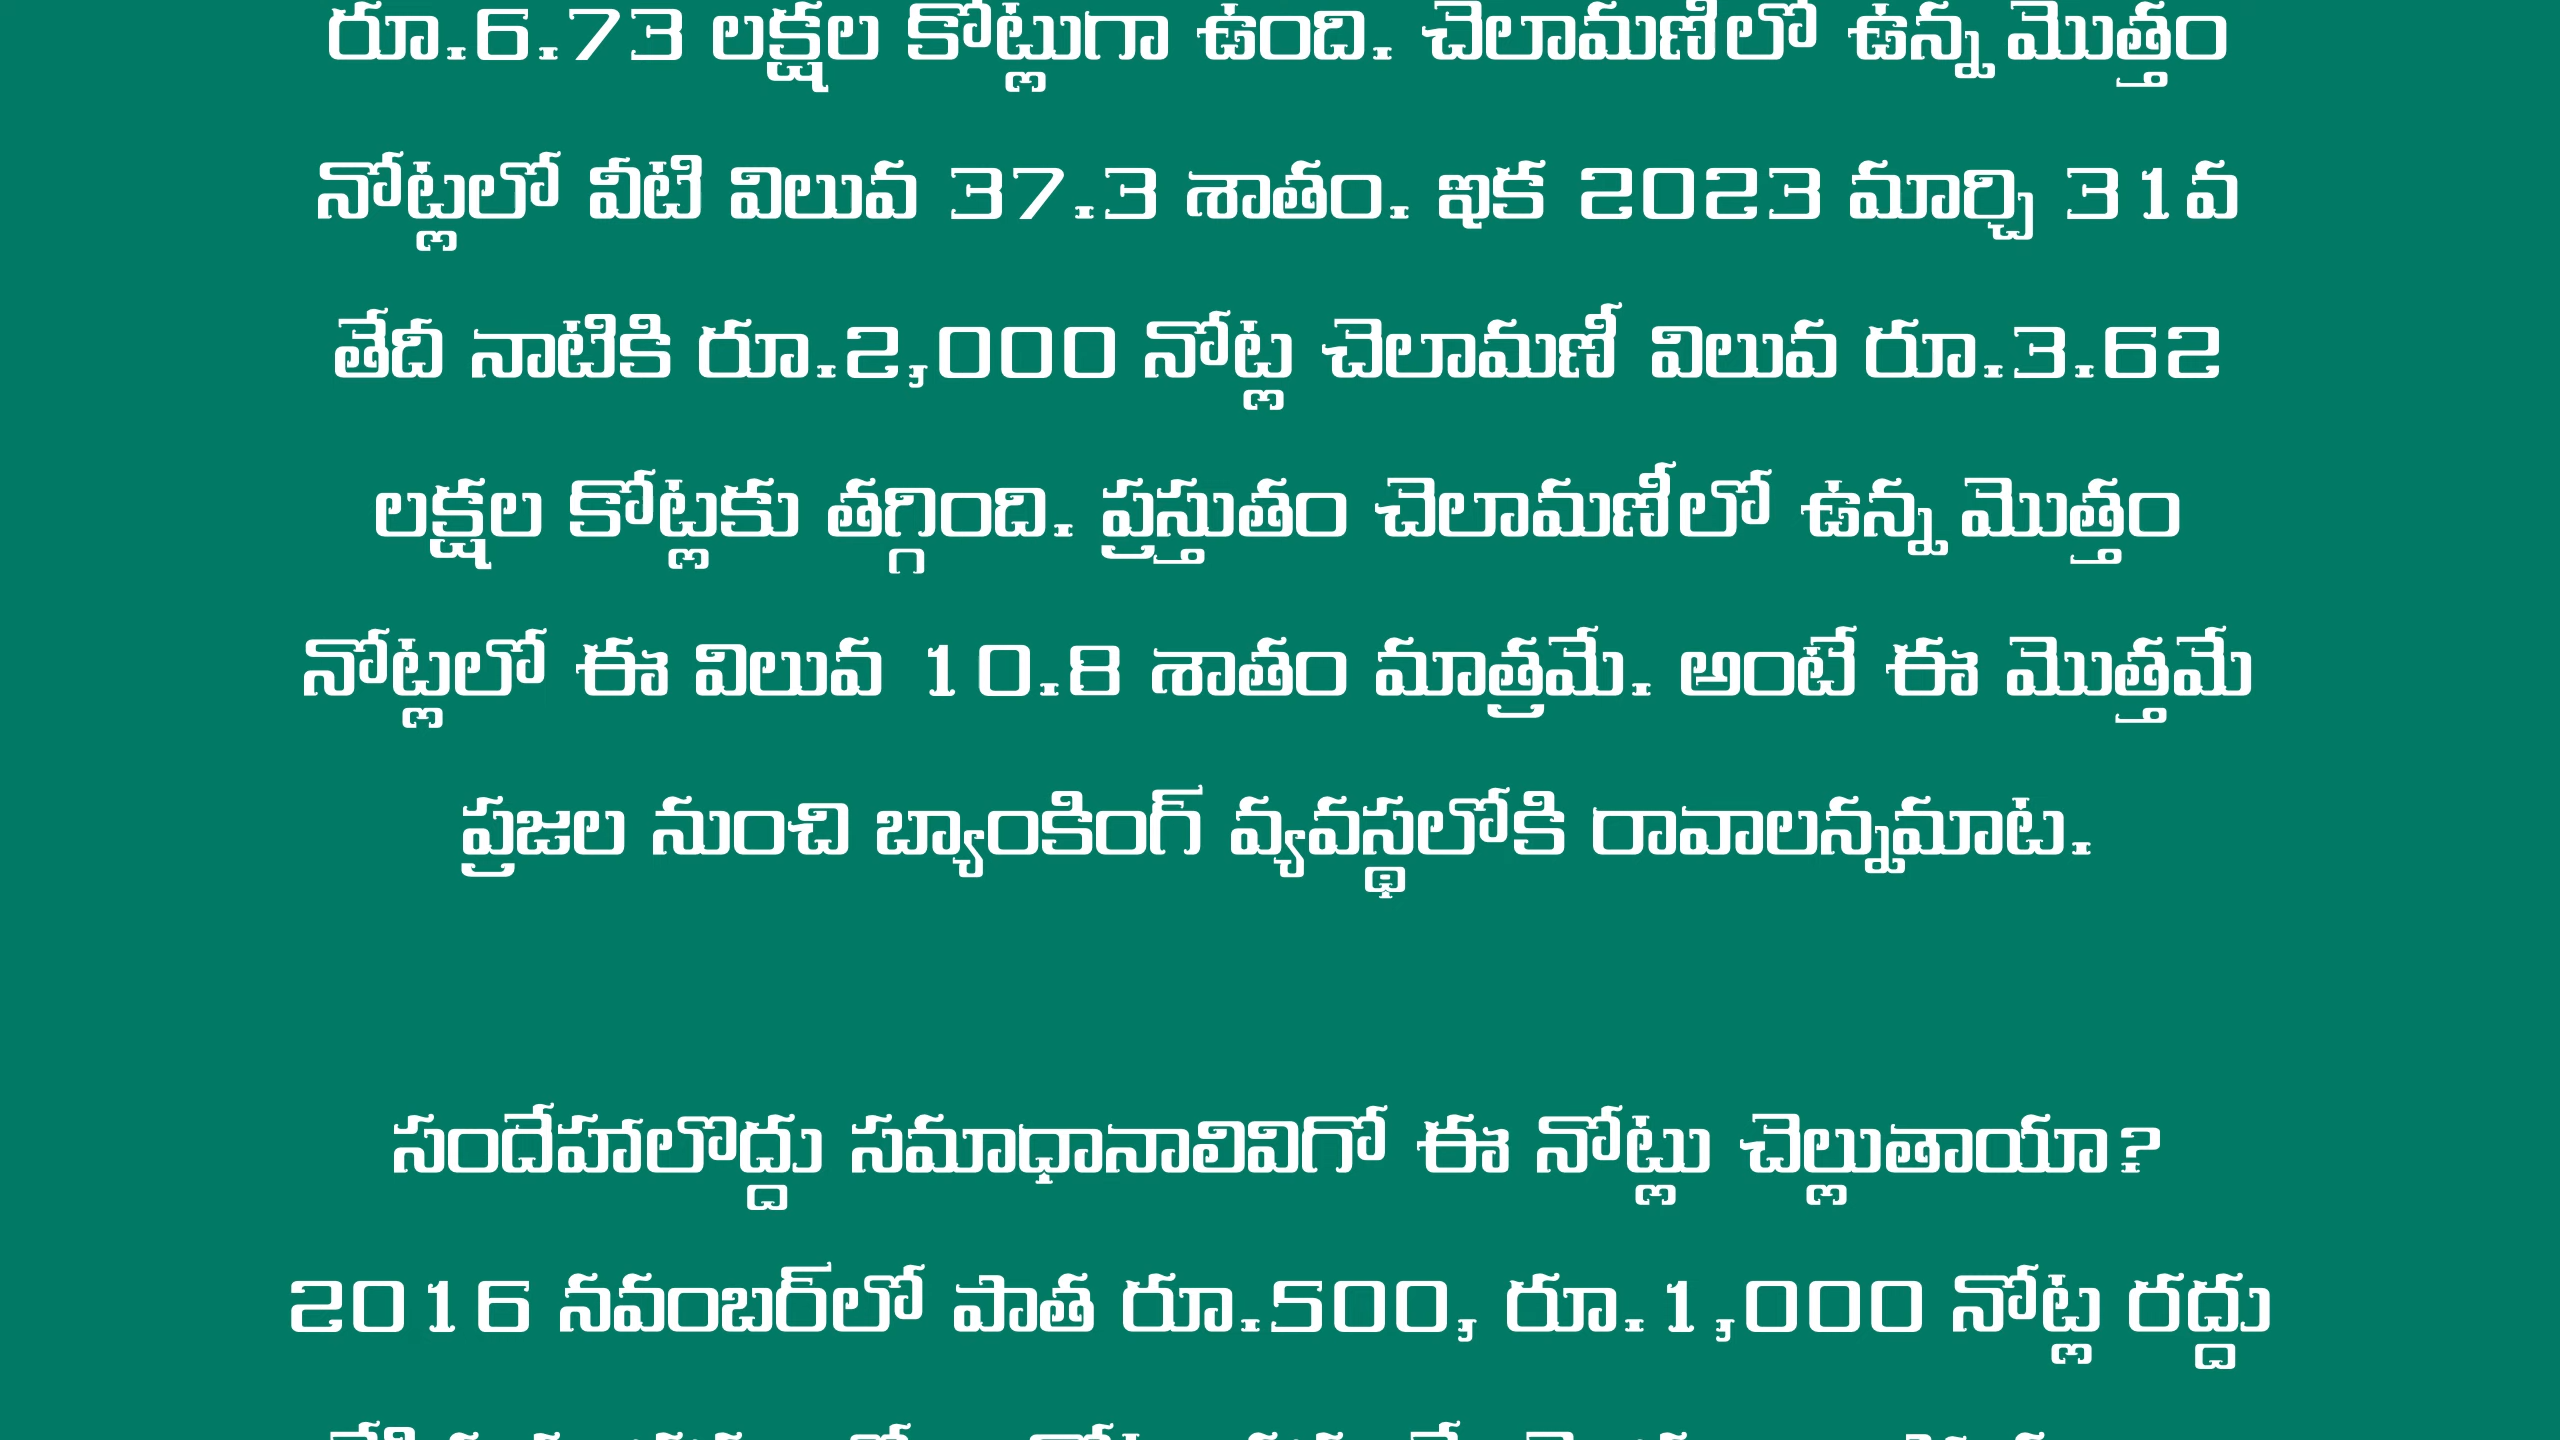 రూ.6.73 లక్షల కోట్లుగా ఉంది. చెలామణీలో ఉన్న మొత్తం
నోట్లలో వీటి విలువ 37.3 శాతం. ఇక 2023 మార్చి 31వ
తేదీ నాటికి రూ.2,000 నోట్ల చెలామణీ విలువ రూ.3.62
లక్షల కోట్లకు తగ్గింది. ప్రస్తుతం చెలామణీలో ఉన్న మొత్తం
నోట్లలో ఈ విలువ 10.8 శాతం మాత్రమే. అంటే ఈ మొత్తమే
ప్రజల నుంచి బ్యాంకింగ్ వ్యవస్థలోకి రావాలన్నమాట.
సందేహాలొద్దు సమాధానాలివిగో ఈ నోట్లు చెల్లుతాయా?
2016 నవంబర్‌లో పాత రూ.500, రూ.1,000 నోట్ల రద్దు